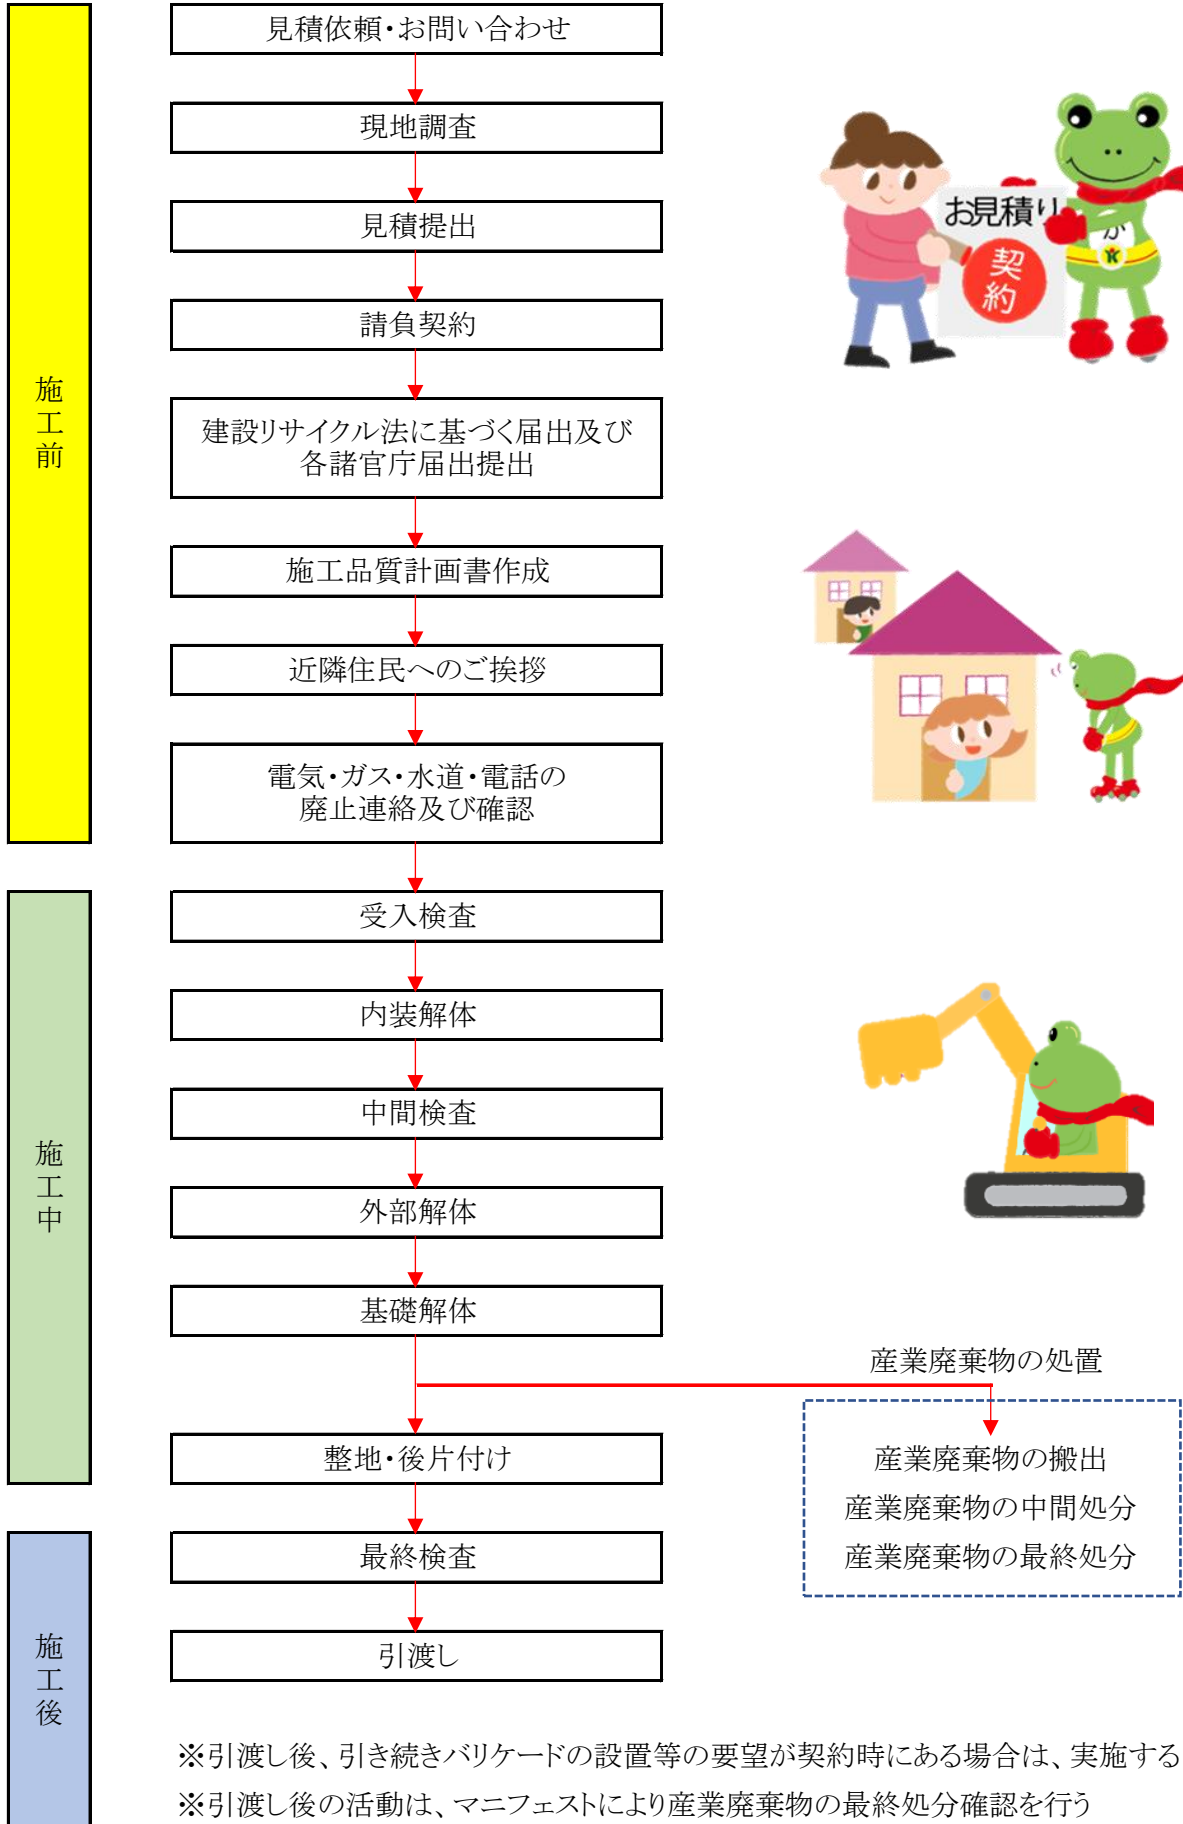 施工前
見積依頼・お問い合わせ
現地調査
見積提出
請負契約
建設リサイクル法に基づく届出及び
各諸官庁届出提出
施工品質計画書作成
近隣住民へのご挨拶
電気・ガス・水道・電話の
廃止連絡及び確認
お見積り
契
約
か
K
施工中
受入検査
内装解体
中間検査
外部解体
基礎解体
産業廃棄物の処置
産業廃棄物の搬出
産業廃棄物の中間処分
産業廃棄物の最終処分
整地・後片付け
施工後
最終検査
引渡し
※引渡し後、引き続きバリケードの設置等の要望が契約時にある場合は、実施する
※引渡し後の活動は、マニフェストにより産業廃棄物の最終処分確認を行う